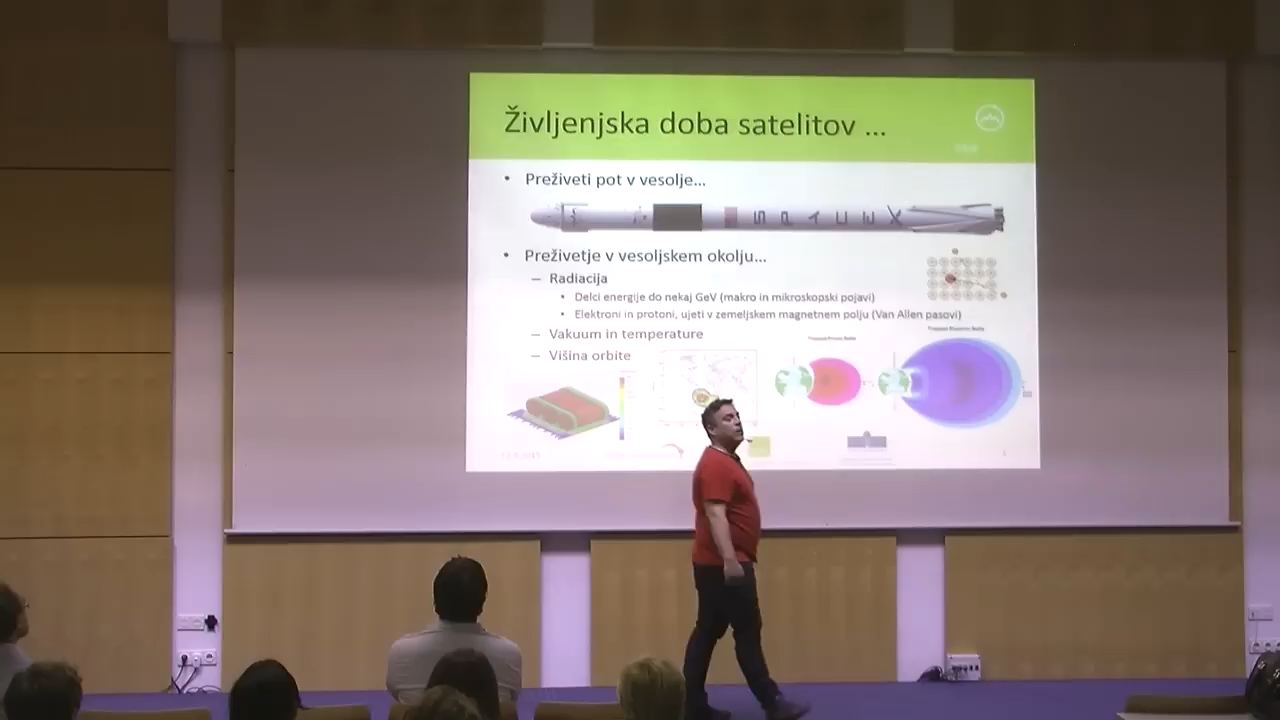 Življenjska doba satelitov ...
• Preživeti pot v vesolje...
• Preživetje v vesoljskem okolju...
– Radiacija
• Delci energije do nekaj GeV (makro in mikroskopski pojavi)
• Elektroni in protoni, ujeti v zemeljskem magnetnem polju (Van Allen pasovi)
– Vakuum in temperature
– Višina orbite